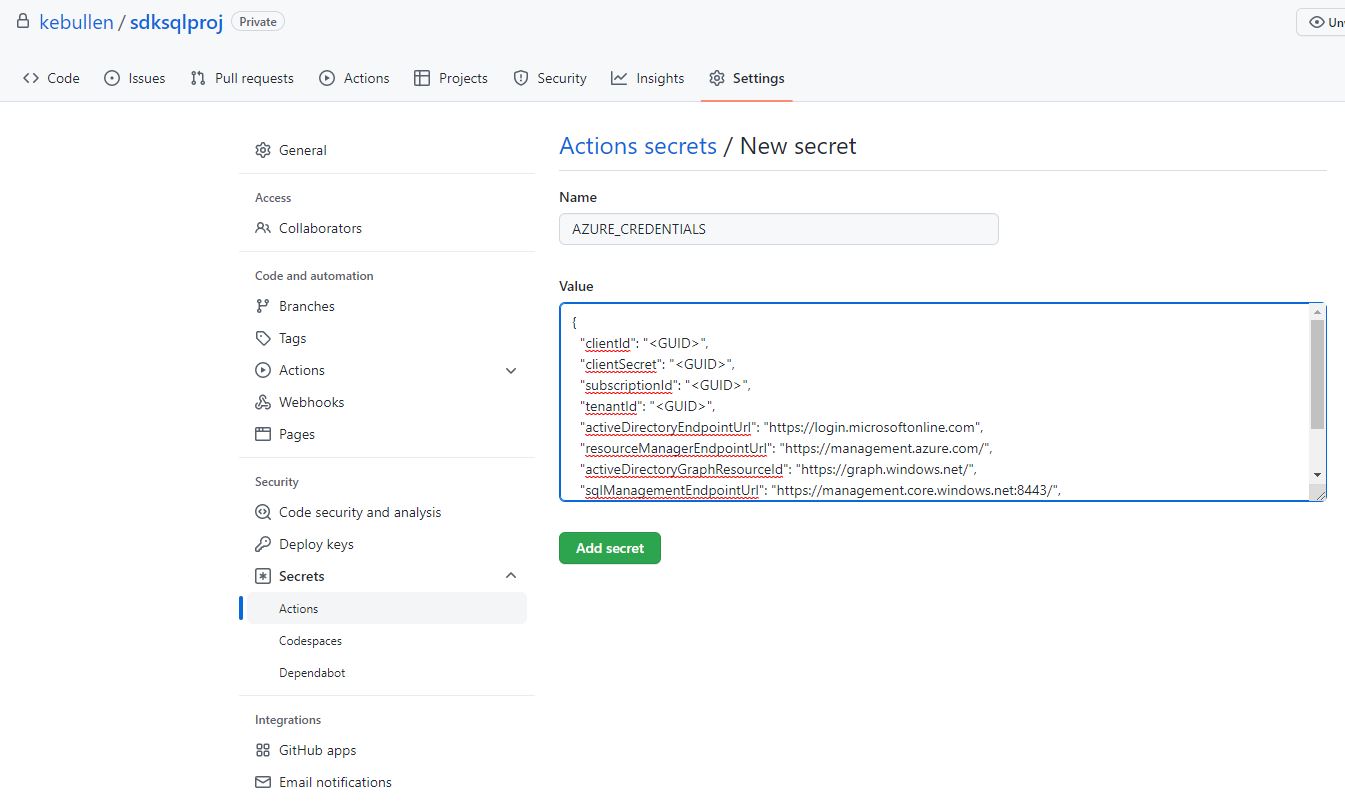 kebullen / sdksqlproj Private
Code Issues Pull requests Actions Projects Security Insights Settings
General
Access
Collaborators
Code and automation
Branches
Tags
Actions
Webhooks
Pages
Security
Code security and analysis
Deploy keys
Secrets
Actions
Codespaces
Dependabot
Integrations
GitHub apps
Email notifications
Actions secrets / New secret
Name
AZURE_CREDENTIALS
Value
{
"clientId": "<GUID>",
"clientSecret": "<GUID>",
"subscriptionId": "<GUID>",
"tenantId": "<GUID>",
"activeDirectoryEndpointUrl": "https://login.microsoftonline.com",
"resourceManagerEndpointUrl": "https://management.azure.com/",
"activeDirectoryGraphResourceId": "https://graph.windows.net/",
"sqlManagementEndpointUrl": "https://management.core.windows.net:8443/",
Add secret